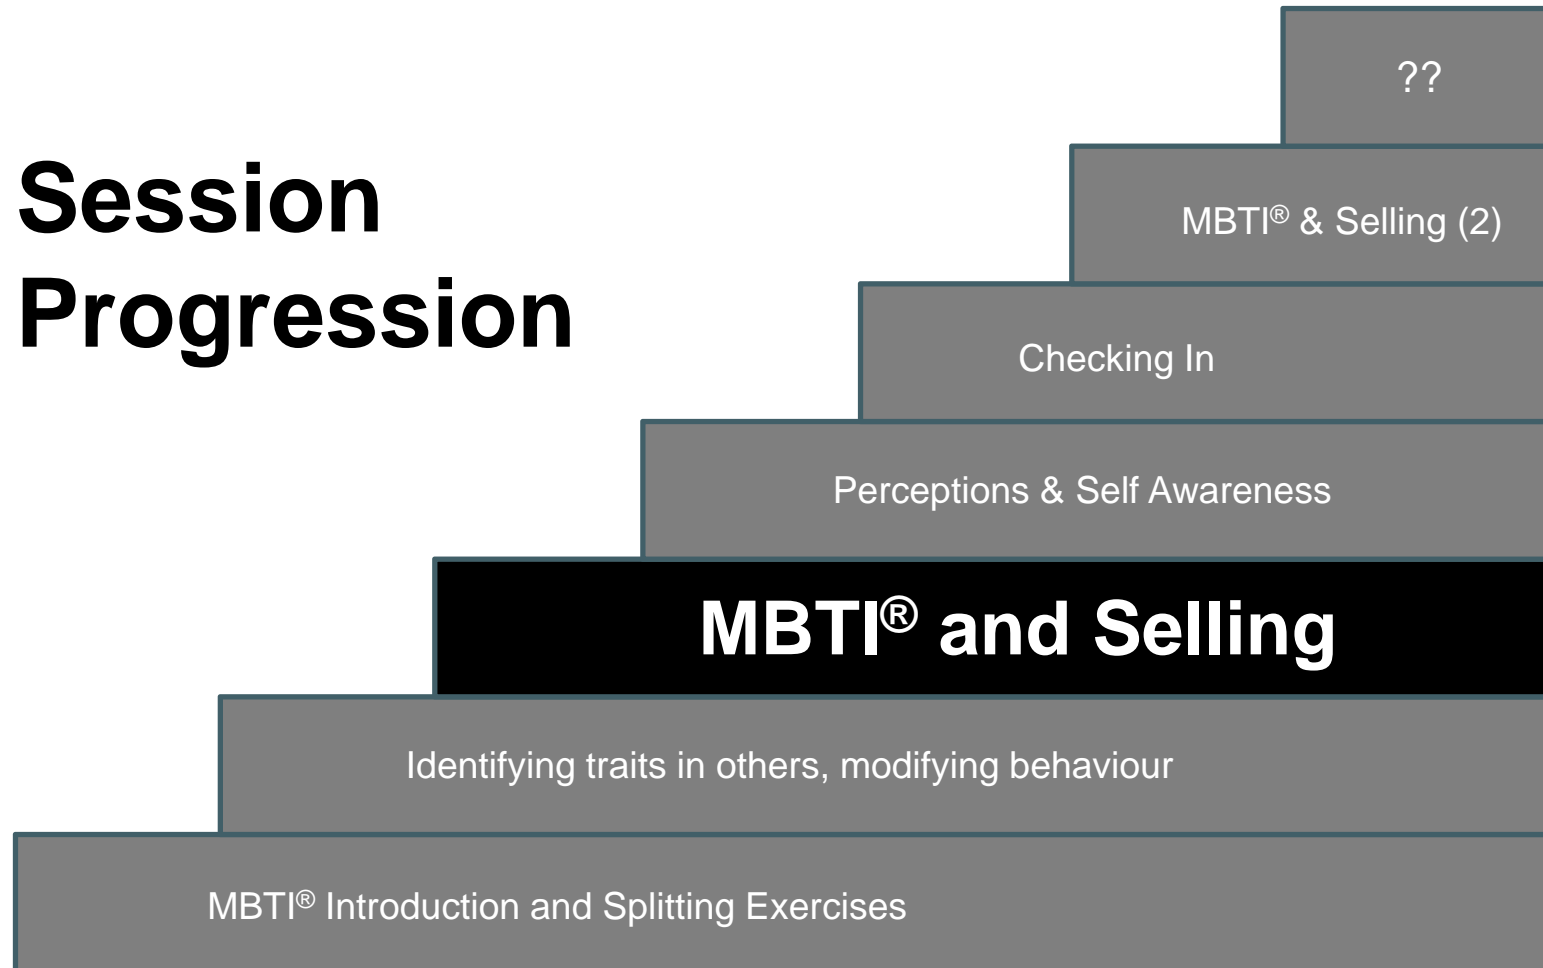 ??
Session
Progression
MBTI® & Selling (2)
Checking In
Perceptions & Self Awareness
MBTI® and Selling
Identifying traits in others, modifying behaviour
MBTI® Introduction and Splitting Exercises